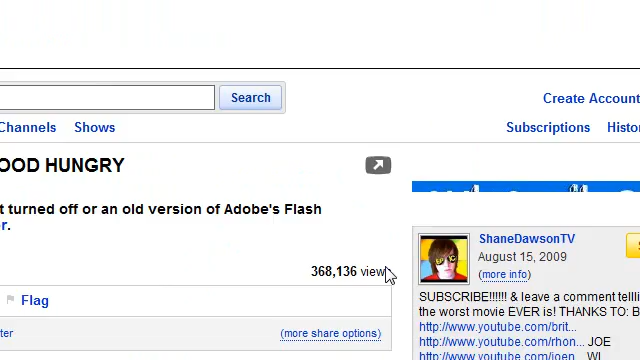 Search
Create Account
Channels Shows
Subscriptions Histo
OOD HUNGRY
t turned off or an old version of Adobe's Flash
r.
ShaneDawsonTV
August 15, 2009
(more info)
368,136 view
SUBSCRIBE!!!!!! & leave a comment tellli
the worst movie EVER is! THANKS TO: B
http://www.youtube.com/brit...
http://www.youtube.com/rhon... JOE
http://www.youtube.com/joen... WI
Flag
ter
(more share options)